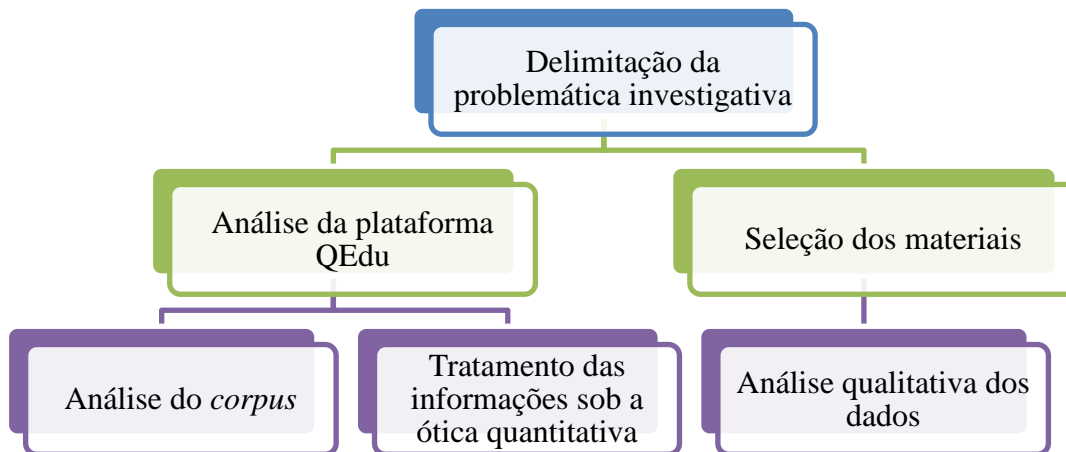 Delimitação da
problemática investigativa
Análise da plataforma
QEdu
Seleção dos materiais
Análise do corpus
Tratamento das
informações sob a
ótica quantitativa
Análise qualitativa dos
dados